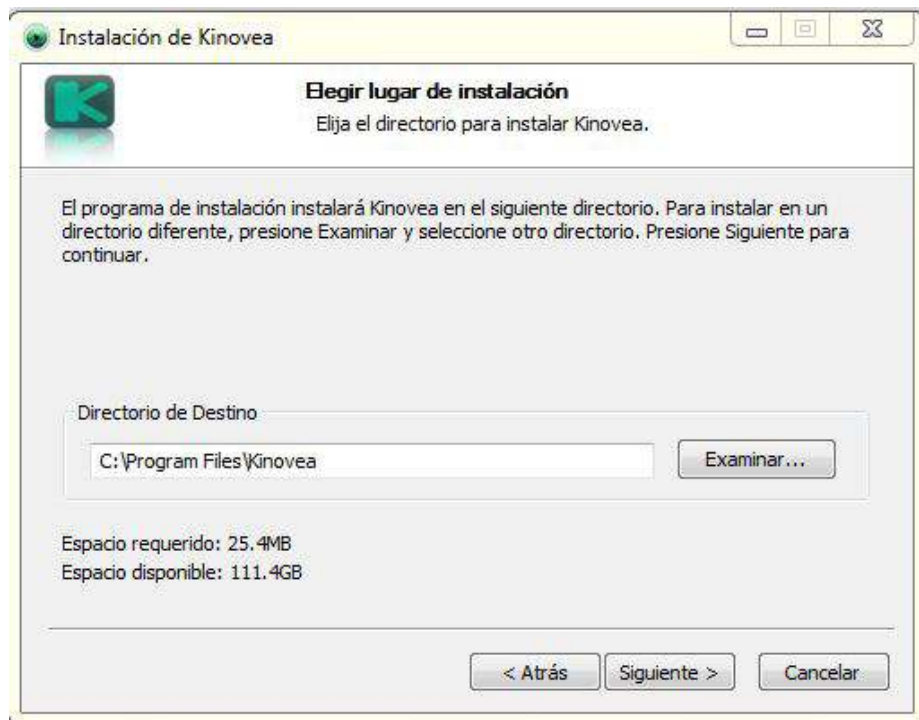 Instalación de Kinovea
K
Elegir lugar de instalación
Elija el directorio para instalar Kinovea.
El programa de instalación instalará Kinovea en el siguiente directorio. Para instalar en un
directorio diferente, presione Examinar y seleccione otro directorio. Presione Siguiente para
continuar.
Directorio de Destino
C:\Program Files\Kinovea
Examinar...
Espacio requerido: 25.4MB
Espacio disponible: 111.4GB
< Atrás
Siguiente >
Cancelar